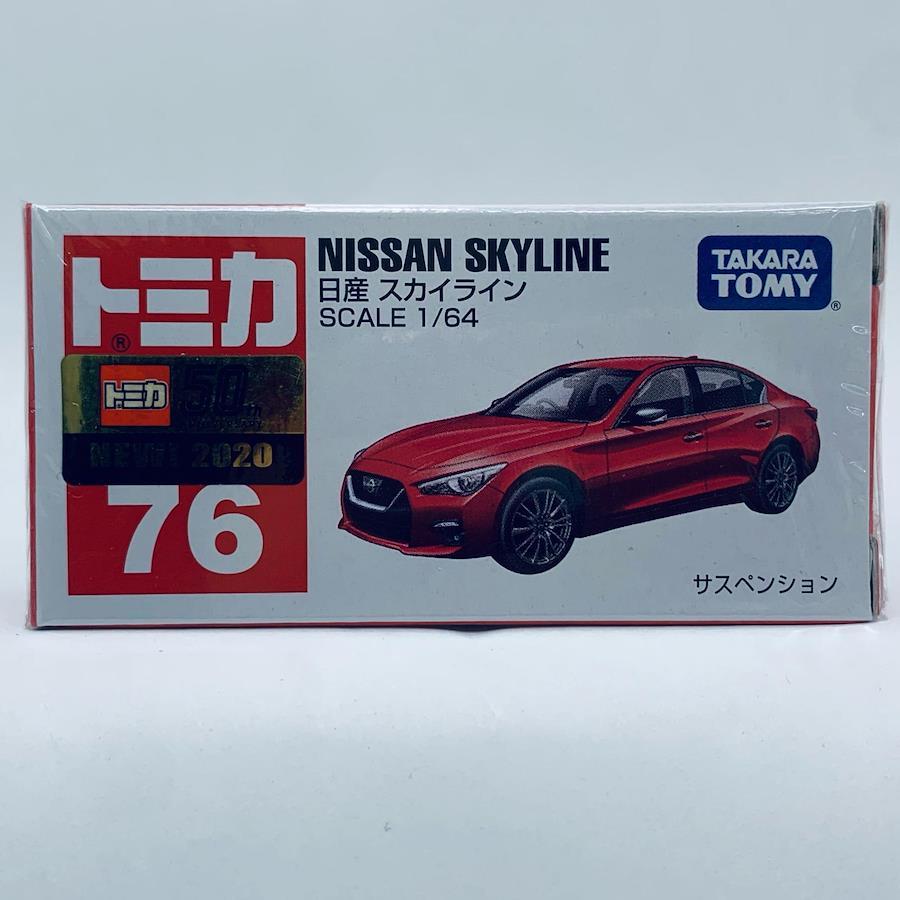 トミカ
®
トミカ 50th
ANNIVERSARY
NEW! 2020
76
NISSAN SKYLINE
日産 スカイライン
SCALE 1/64
TAKARA
TOMY
®
サスペンション